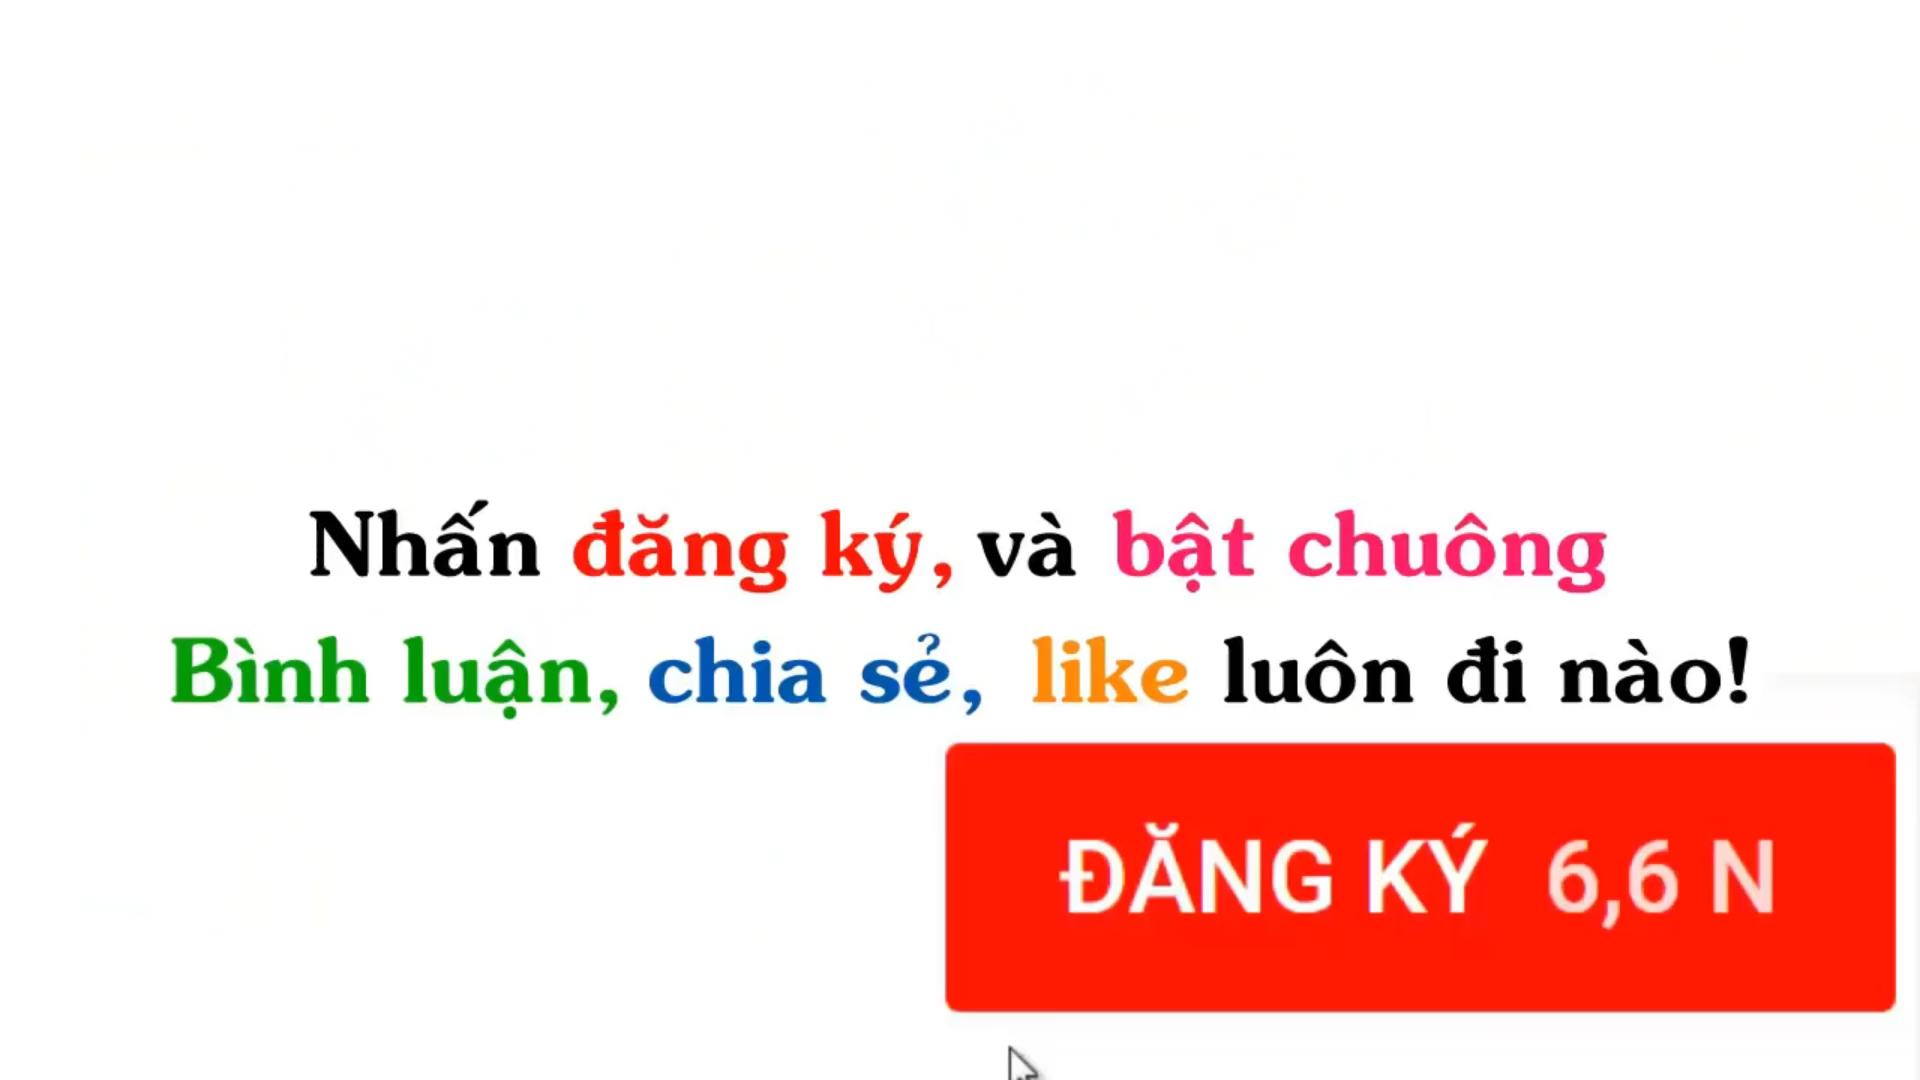 Nhấn đăng ký, và bật chuông
Bình luận, chia sẻ, like luôn đi nào!
ĐĂNG KÝ 6,6 N